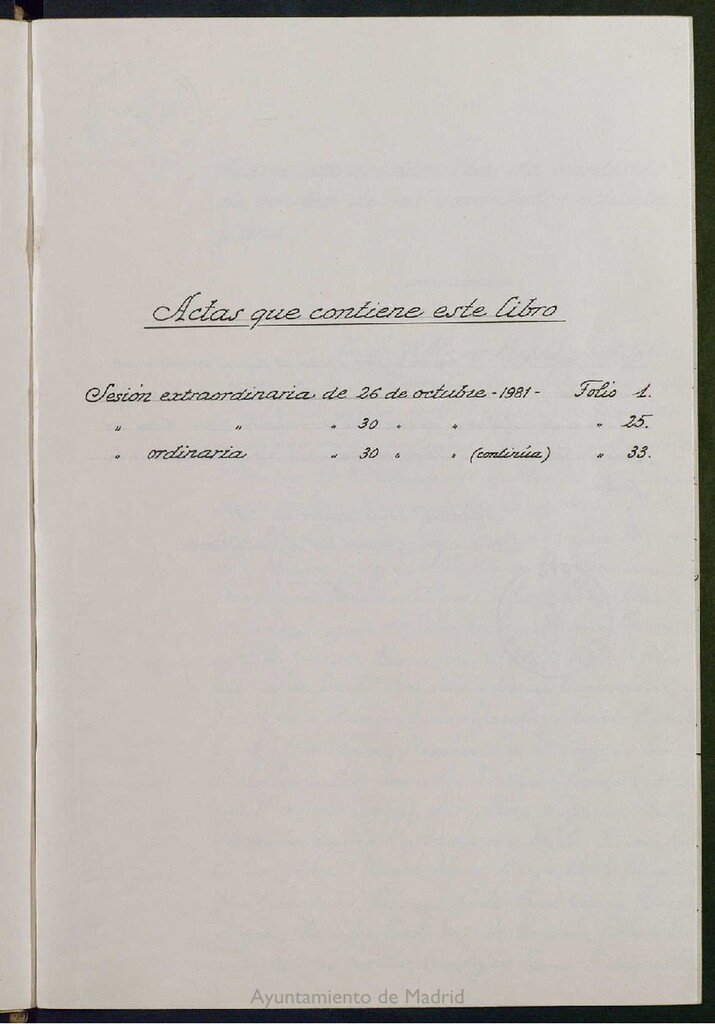 Actas que contiene este libro
Sesión extraordinaria de 26 de octubre - 1981 - Folio 1.
" " " 30 " " " 25.
" ordinaria " 30 " " (continúa) " 33.
Ayuntamiento de Madrid